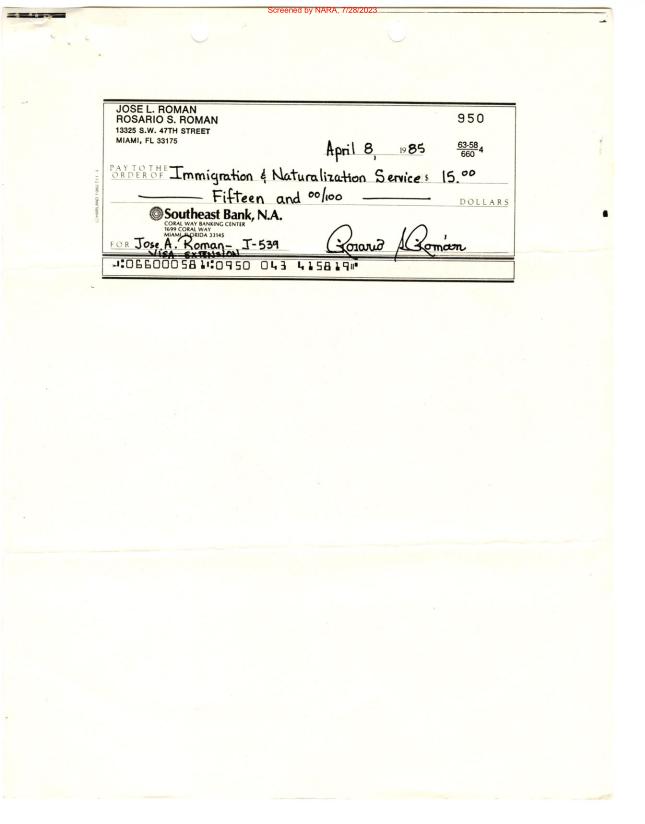 Screened by NARA, 7/28/2023
JOSE L. ROMAN
ROSARIO S. ROMAN
13325 S.W. 47TH STREET
MIAMI, FL 33175
950
April 8, 1985
63-58 4
660
PAY TO THE
ORDER OF Immigration & Naturalization Service $ 15.00
Fifteen and 00/100 DOLLARS
Southeast Bank, N.A.
CORAL WAY BANKING CENTER
1699 CORAL WAY
MIAMI, FLORIDA 33145
FOR Jose A. Roman - I-539
VISA EXTENSION
Rosario S Roman
⑆066000581⑆0950 043 415819⑈